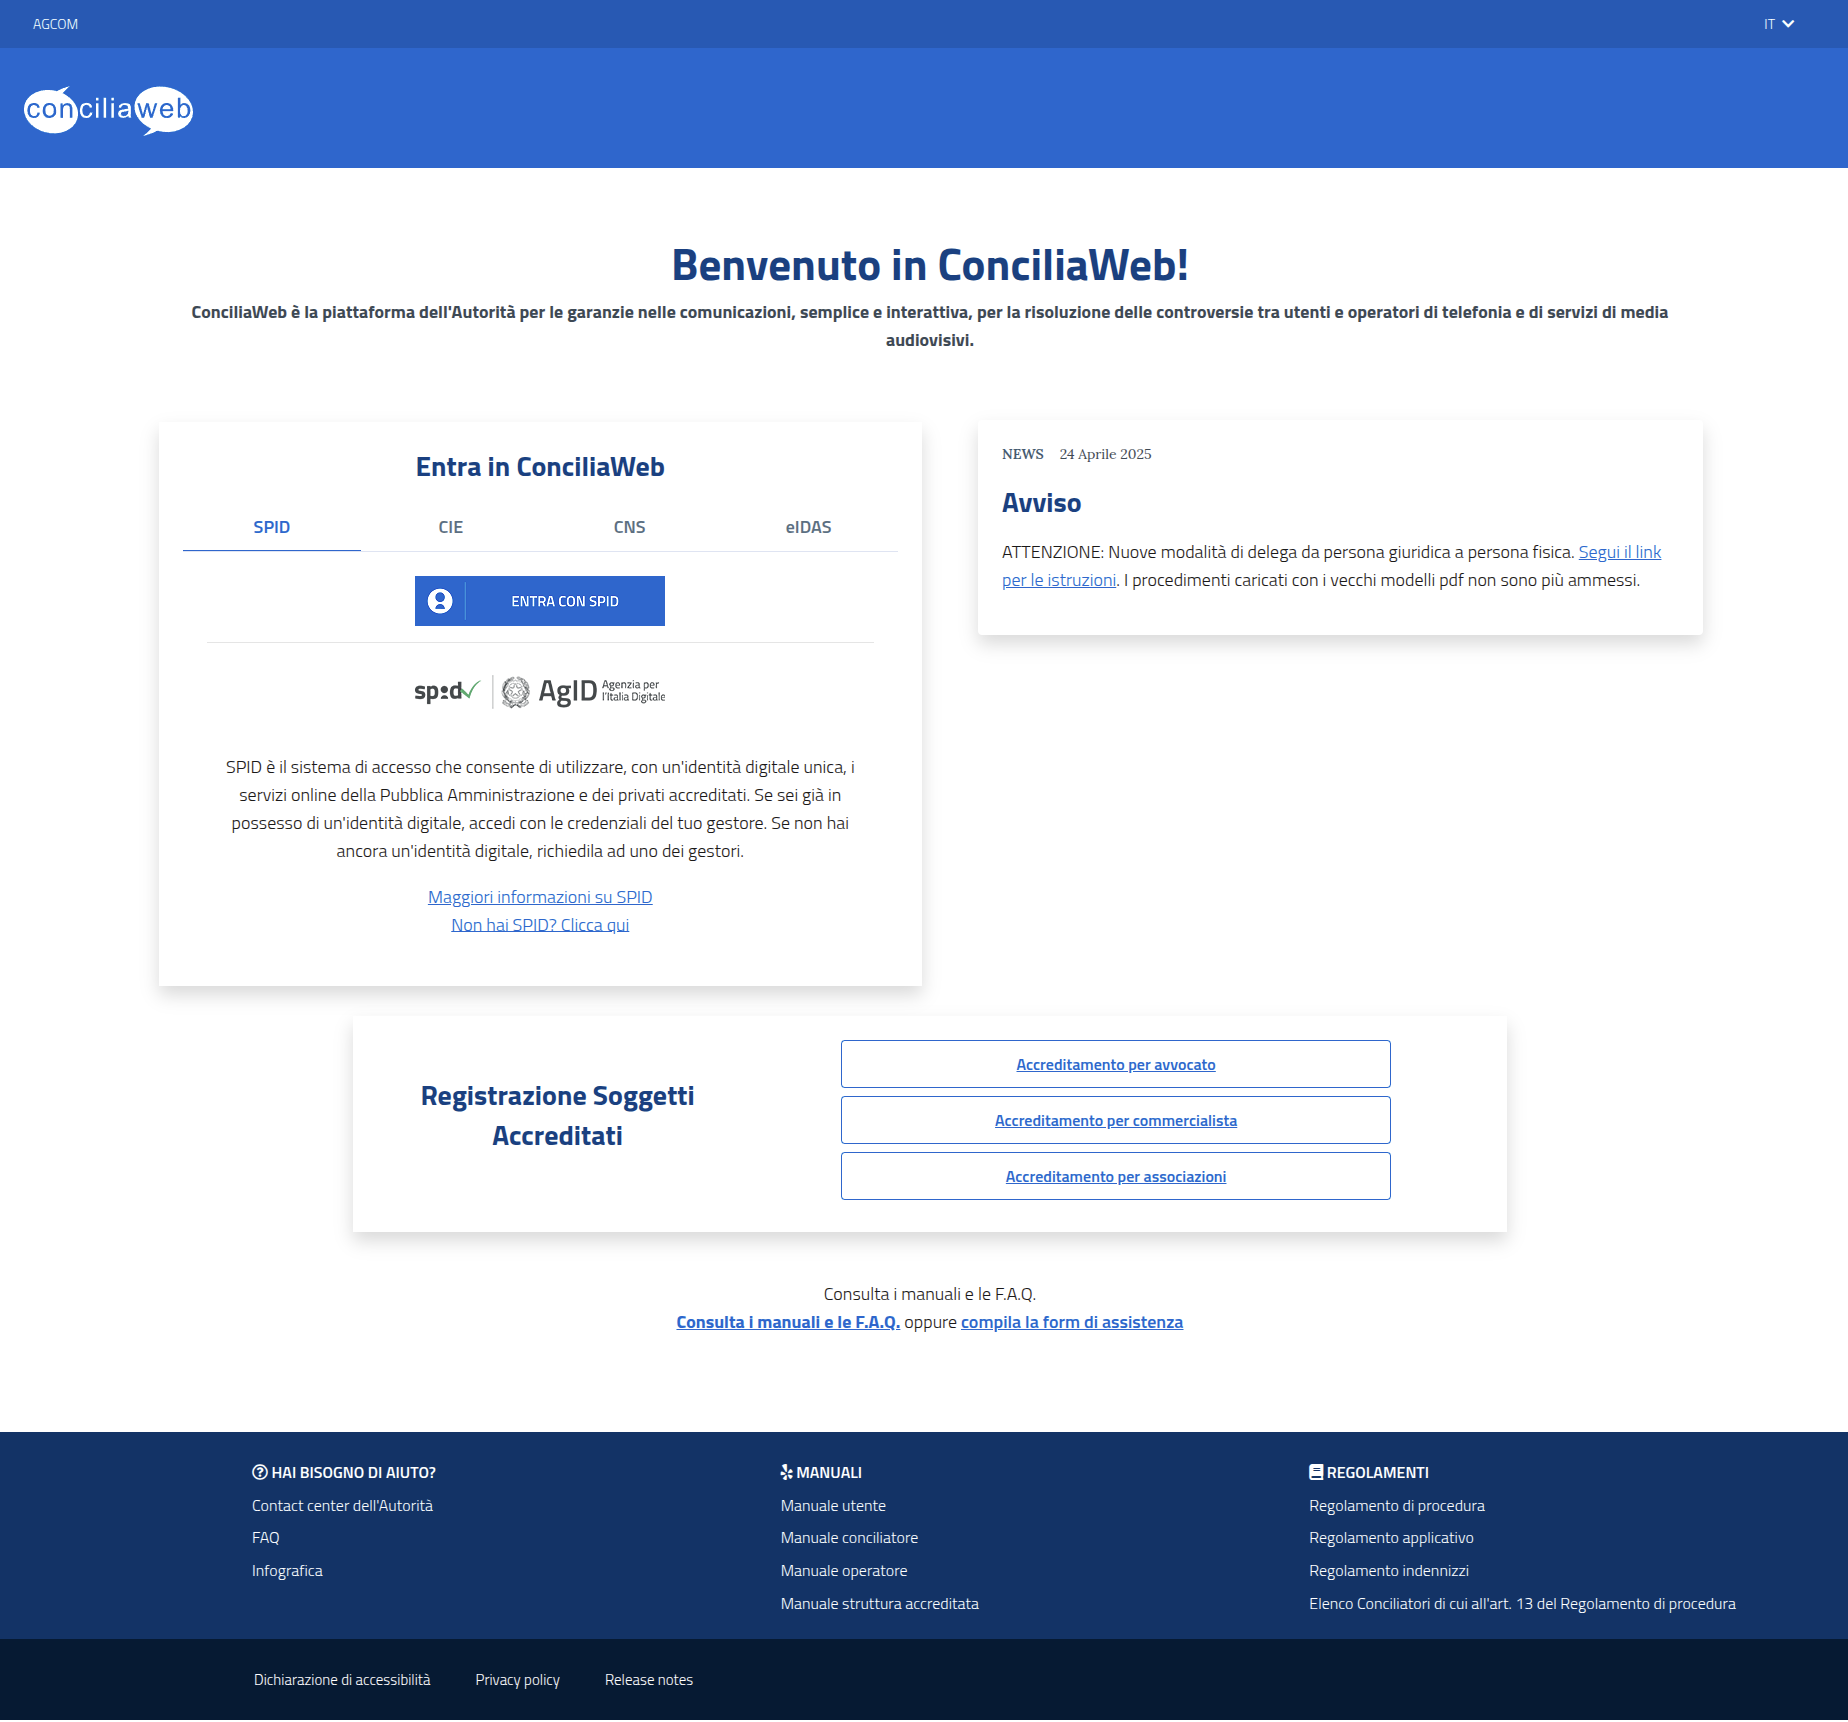 AGCOM
IT
conciliaweb
Benvenuto in ConciliaWeb!
ConciliaWeb è la piattaforma dell'Autorità per le garanzie nelle comunicazioni, semplice e interattiva, per la risoluzione delle controversie tra utenti e operatori di telefonia e di servizi di media
audiovisivi.
Entra in ConciliaWeb
SPID CIE CNS eIDAS
ENTRA CON SPID
spid AgID Agenzia per
l'Italia Digitale
SPID è il sistema di accesso che consente di utilizzare, con un'identità digitale unica, i
servizi online della Pubblica Amministrazione e dei privati accreditati. Se sei già in
possesso di un'identità digitale, accedi con le credenziali del tuo gestore. Se non hai
ancora un'identità digitale, richiedila ad uno dei gestori.
Maggiori informazioni su SPID
Non hai SPID? Clicca qui
NEWS 24 Aprile 2025
Avviso
ATTENZIONE: Nuove modalità di delega da persona giuridica a persona fisica. Segui il link
per le istruzioni. I procedimenti caricati con i vecchi modelli pdf non sono più ammessi.
Registrazione Soggetti
Accreditati
Accreditamento per avvocato
Accreditamento per commercialista
Accreditamento per associazioni
Consulta i manuali e le F.A.Q.
Consulta i manuali e le F.A.Q. oppure compila la form di assistenza
HAI BISOGNO DI AIUTO?
Contact center dell'Autorità
FAQ
Infografica
MANUALI
Manuale utente
Manuale conciliatore
Manuale operatore
Manuale struttura accreditata
REGOLAMENTI
Regolamento di procedura
Regolamento applicativo
Regolamento indennizzi
Elenco Conciliatori di cui all'art. 13 del Regolamento di procedura
Dichiarazione di accessibilità Privacy policy Release notes